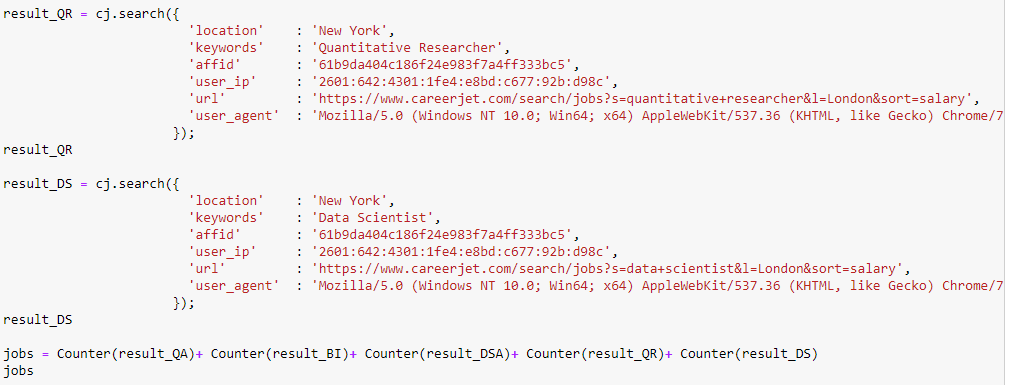 result_QR = cj.search({
'location' : 'New York',
'keywords' : 'Quantitative Researcher',
'affid' : '61b9da404c186f24e983f7a4ff333bc5',
'user_ip' : '2601:642:4301:1fe4:e8bd:c677:92b:d98c',
'url' : 'https://www.careerjet.com/search/jobs?s=quantitative+researcher&l=London&sort=salary',
'user_agent' : 'Mozilla/5.0 (Windows NT 10.0; Win64; x64) AppleWebKit/537.36 (KHTML, like Gecko) Chrome/7
});
result_QR
result_DS = cj.search({
'location' : 'New York',
'keywords' : 'Data Scientist',
'affid' : '61b9da404c186f24e983f7a4ff333bc5',
'user_ip' : '2601:642:4301:1fe4:e8bd:c677:92b:d98c',
'url' : 'https://www.careerjet.com/search/jobs?s=data+scientist&l=London&sort=salary',
'user_agent' : 'Mozilla/5.0 (Windows NT 10.0; Win64; x64) AppleWebKit/537.36 (KHTML, like Gecko) Chrome/7
});
result_DS
jobs = Counter(result_QA)+ Counter(result_BI)+ Counter(result_DSA)+ Counter(result_QR)+ Counter(result_DS)
jobs